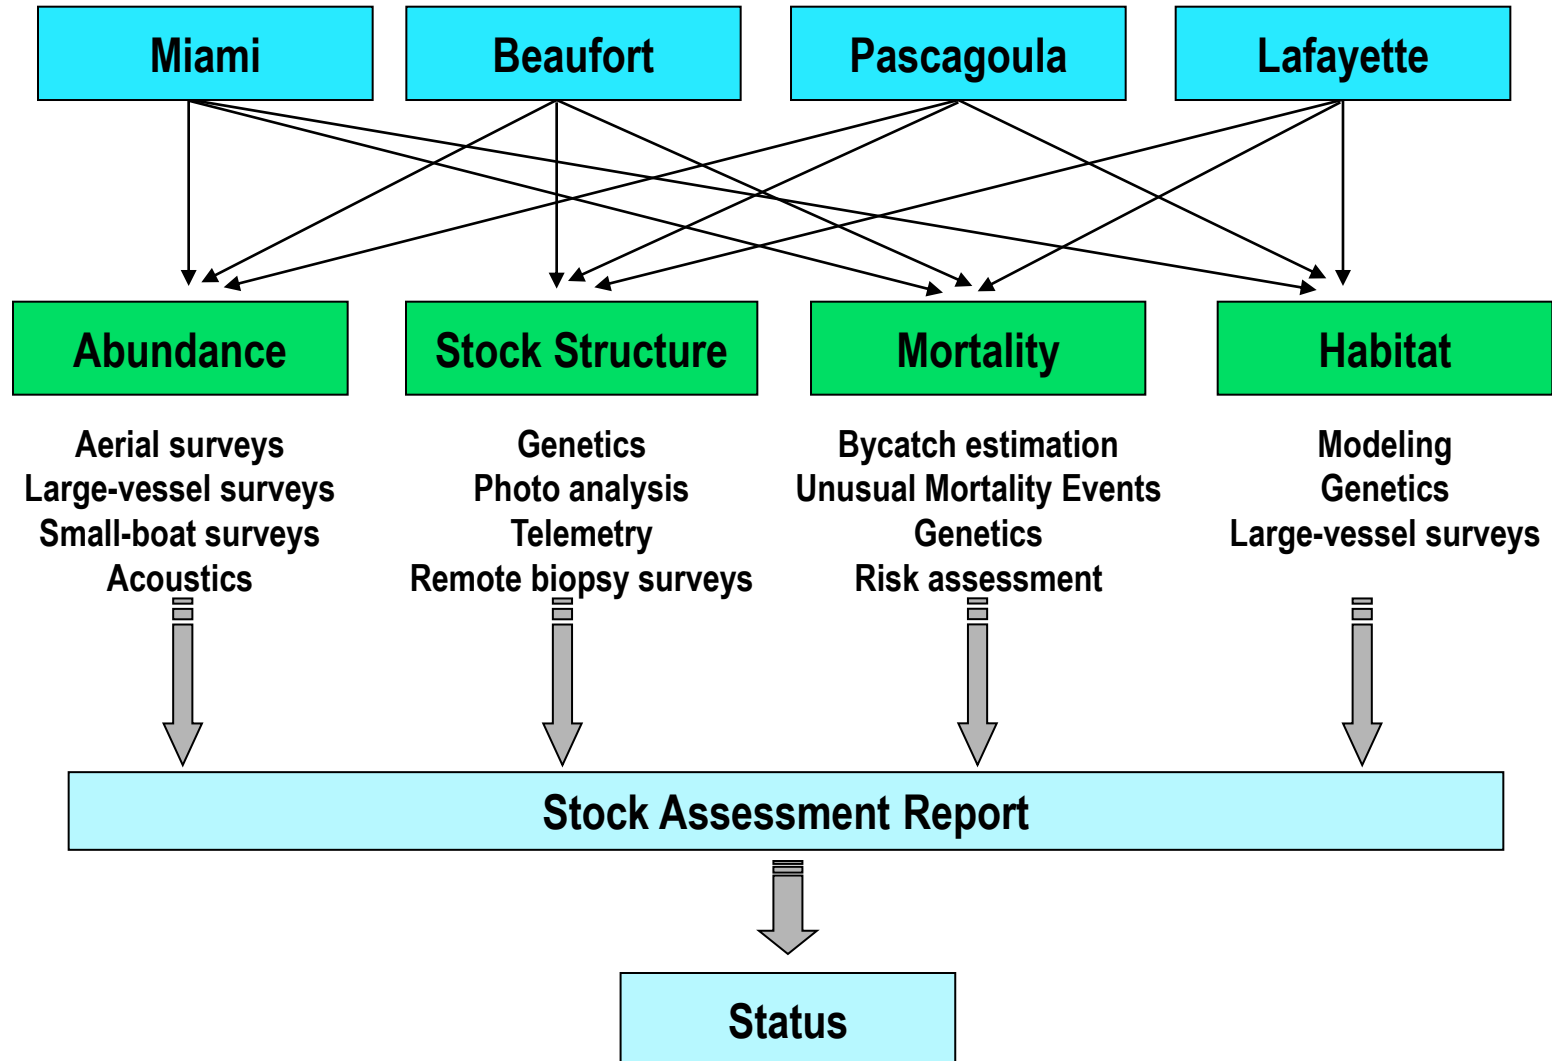 Miami
Beaufort
Pascagoula
Lafayette
Abundance
Stock Structure
Mortality
Habitat
Aerial surveys
Large-vessel surveys
Small-boat surveys
Acoustics
Genetics
Photo analysis
Telemetry
Remote biopsy surveys
Bycatch estimation
Unusual Mortality Events
Genetics
Risk assessment
Modeling
Genetics
Large-vessel surveys
Stock Assessment Report
Status